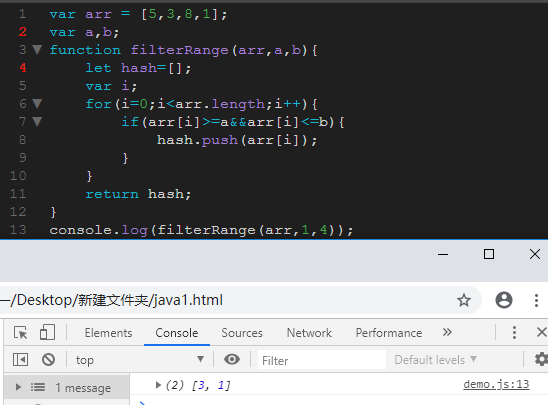 1 var arr = [5,3,8,1];
2 var a,b;
3 function filterRange(arr,a,b){
4 let hash=[];
5 var i;
6 for(i=0;i<arr.length;i++){
7 if(arr[i]>=a&&arr[i]<=b){
8 hash.push(arr[i]);
9 }
10 }
11 return hash;
12 }
13 console.log(filterRange(arr,1,4));
一/Desktop/新建文件夹/java1.html
Elements Console Sources Network Performance »
top Filter Default levels
1 message (2) [3, 1] demo.js:13